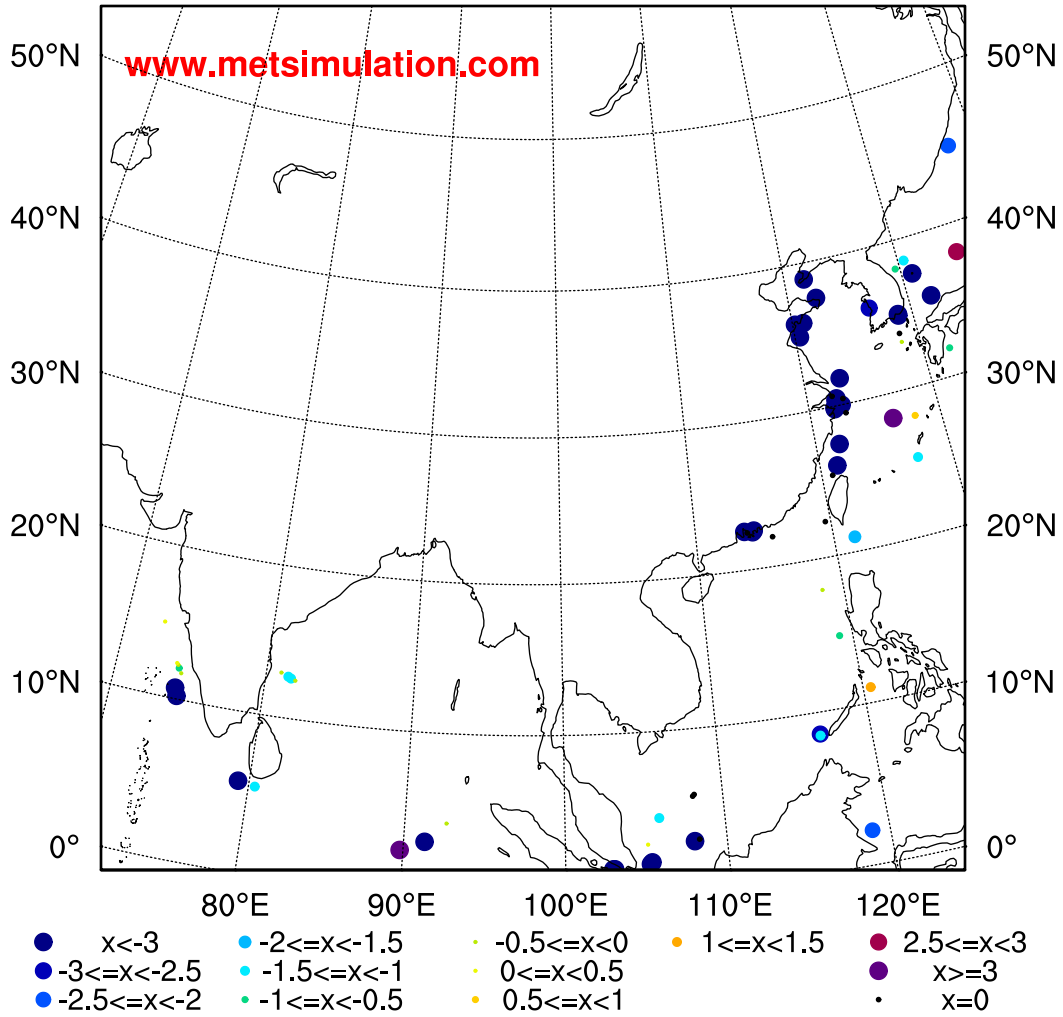 www.metsimulation.com
50°N 50°N
40°N 40°N
30°N 30°N
20°N 20°N
10°N 10°N
0° 0°
80°E 90°E 100°E 110°E 120°E
x<-3 -2<=x<-1.5 -0.5<=x<0 1<=x<1.5 2.5<=x<3
-3<=x<-2.5 -1.5<=x<-1 0<=x<0.5 x>=3
-2.5<=x<-2 -1<=x<-0.5 0.5<=x<1 x=0